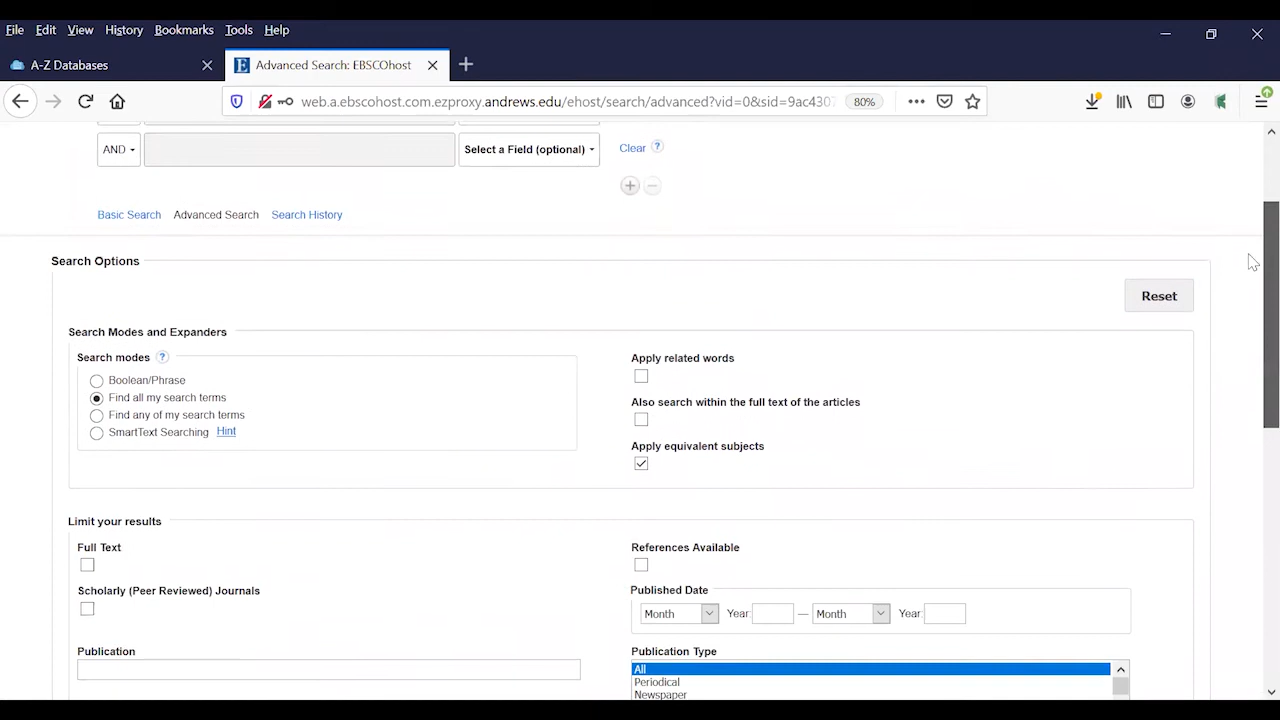 File Edit View History Bookmarks Tools Help
A-Z Databases
Advanced Search: EBSCOhost
web.a.ebscohost.com.ezproxy.andrews.edu/ehost/search/advanced?vid=0&sid=9ac430
80%
AND
Select a Field (optional)
Clear
Basic Search Advanced Search Search History
Search Options
Reset
Search Modes and Expanders
Search modes
Boolean/Phrase
Find all my search terms
Find any of my search terms
SmartText Searching Hint
Apply related words
Also search within the full text of the articles
Apply equivalent subjects
Limit your results
Full Text
Scholarly (Peer Reviewed) Journals
Publication
References Available
Published Date
Month Year: — Month Year:
Publication Type
All
Periodical
Newspaper